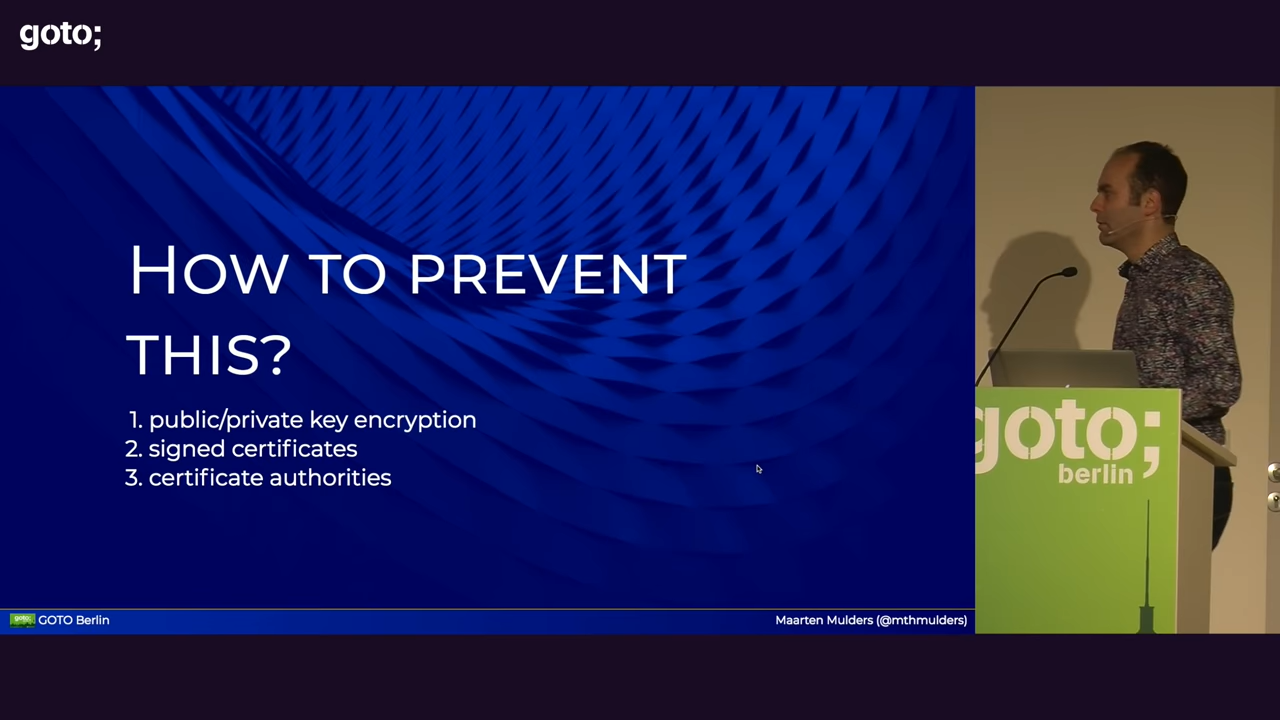 goto;
How to prevent
this?
1. public/private key encryption
2. signed certificates
3. certificate authorities
goto;
berlin
goto; GOTO Berlin
Maarten Mulders (@mthmulders)